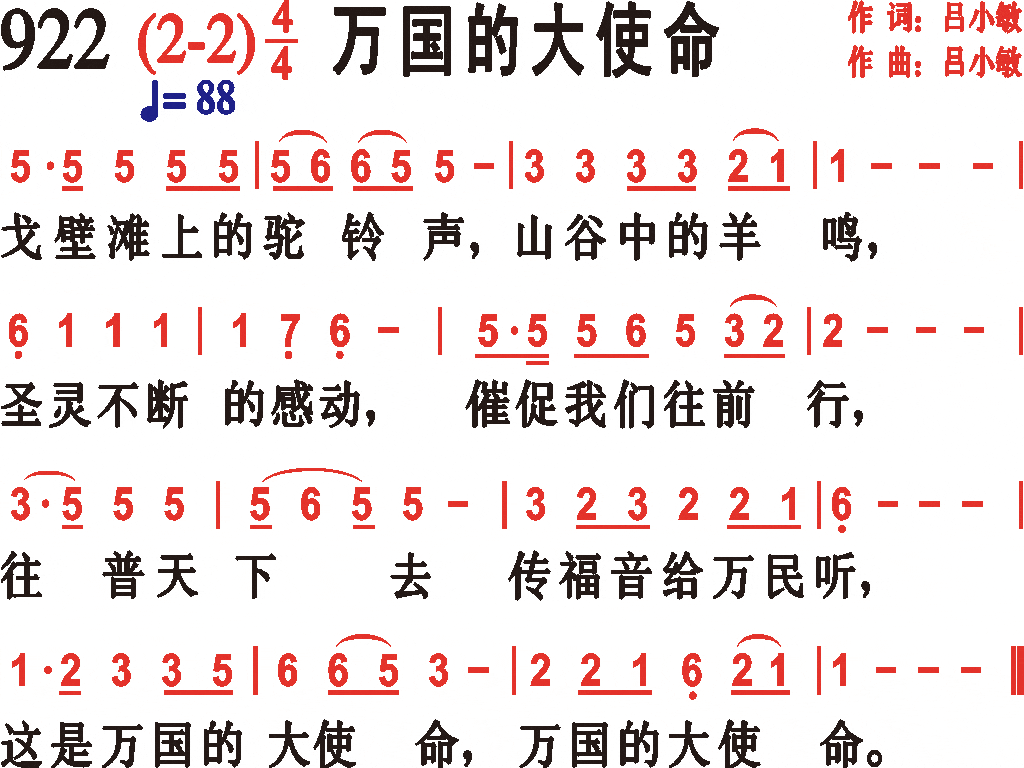 922 (2-2) 4/4 万国的大使命 作 词：吕小敏
♩= 88 作 曲：吕小敏
5 · 5 5 5 5 | 5 6 6 5 5 – | 3 3 3 3 2 1 | 1 – – – |
戈壁滩上的驼 铃 声，山谷中的羊 鸣，
6̣ 1 1 1 | 1 7̣ 6̣ – | 5 · 5 5 6 5 3 2 | 2 – – – |
圣灵不断 的感动， 催促我们往前 行，
3 · 5 5 5 | 5 6 5 5 – | 3 2 3 2 2 1 | 6̣ – – – |
往 普天 下 去 传福音给万民听，
1 · 2 3 3 5 | 6 6 5 3 – | 2 2 1 6̣ 2 1 | 1 – – – ‖
这是万国的 大使 命，万国的大使 命。